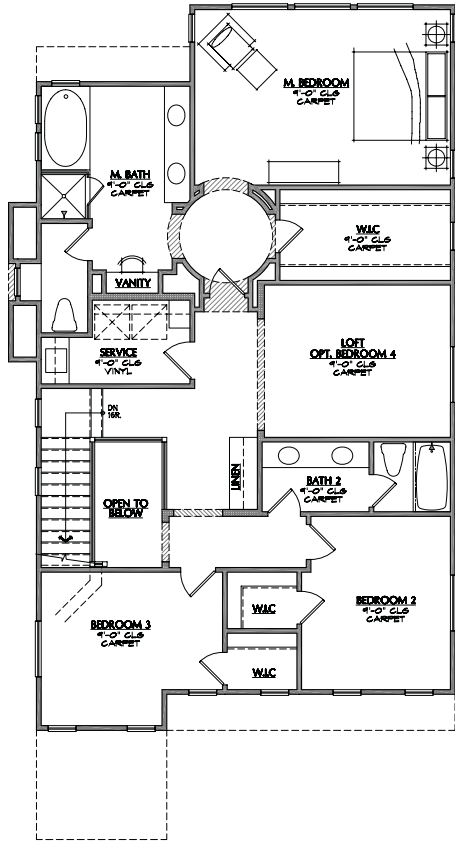 M. BEDROOM
9'-0" CLG
CARPET
M. BATH
9'-0" CLG
CARPET
W.I.C
9'-0" CLG
CARPET
VANITY
SERVICE
9'-0" CLG
VINYL
LOFT
OPT. BEDROOM 4
9'-0" CLG
CARPET
DN
16R.
LINEN
BATH 2
9'-0" CLG
CARPET
OPEN TO
BELOW
BEDROOM 2
9'-0" CLG
CARPET
W.I.C
BEDROOM 3
9'-0" CLG
CARPET
W.I.C